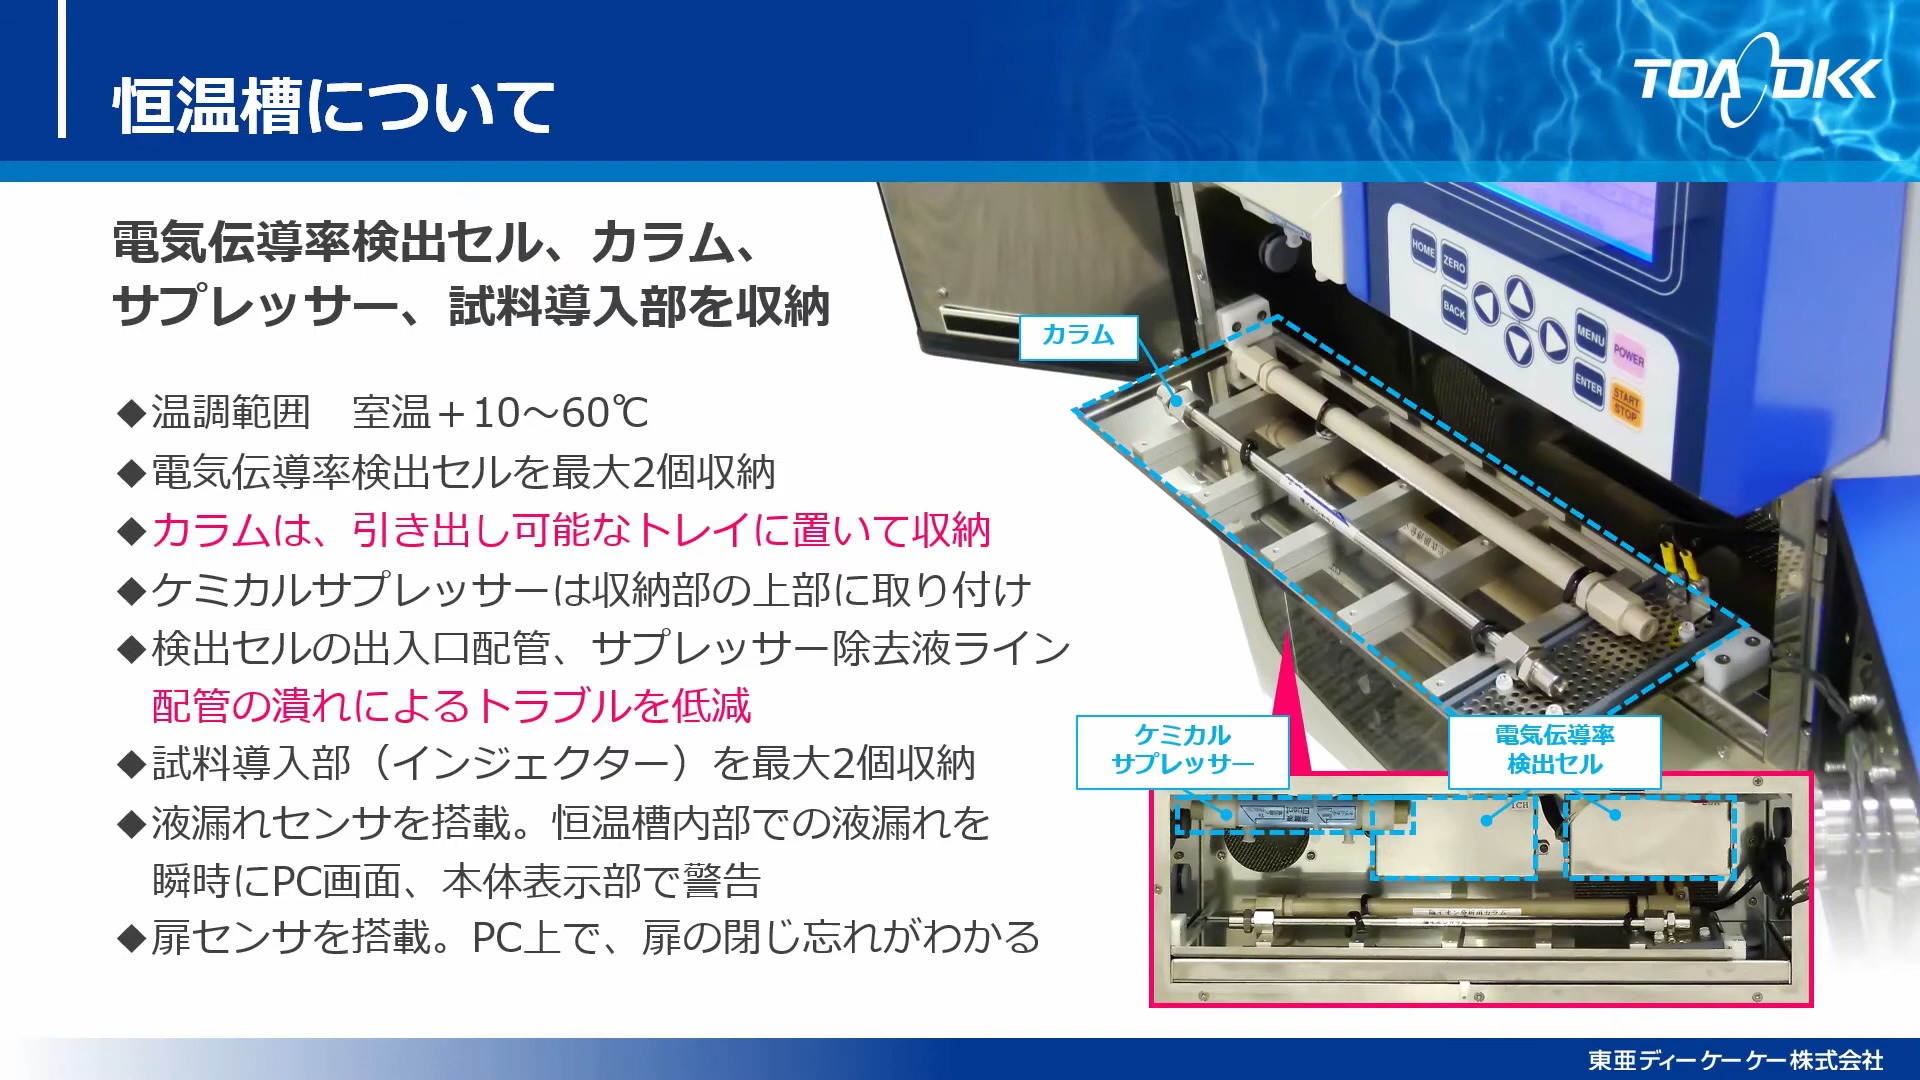 恒温槽について
TOA DKK
電気伝導率検出セル、カラム、
サプレッサー、試料導入部を収納
◆温調範囲　室温＋10～60℃
◆電気伝導率検出セルを最大2個収納
◆カラムは、引き出し可能なトレイに置いて収納
◆ケミカルサプレッサーは収納部の上部に取り付け
◆検出セルの出入口配管、サプレッサー除去液ライン
配管の潰れによるトラブルを低減
◆試料導入部（インジェクター）を最大2個収納
◆液漏れセンサを搭載。恒温槽内部での液漏れを
瞬時にPC画面、本体表示部で警告
◆扉センサを搭載。PC上で、扉の閉じ忘れがわかる
カラム
HOME
ZERO
BACK
MENU
ENTER
POWER
START
STOP
ケミカル
サプレッサー
電気伝導率
検出セル
東亜ディーケーケー株式会社